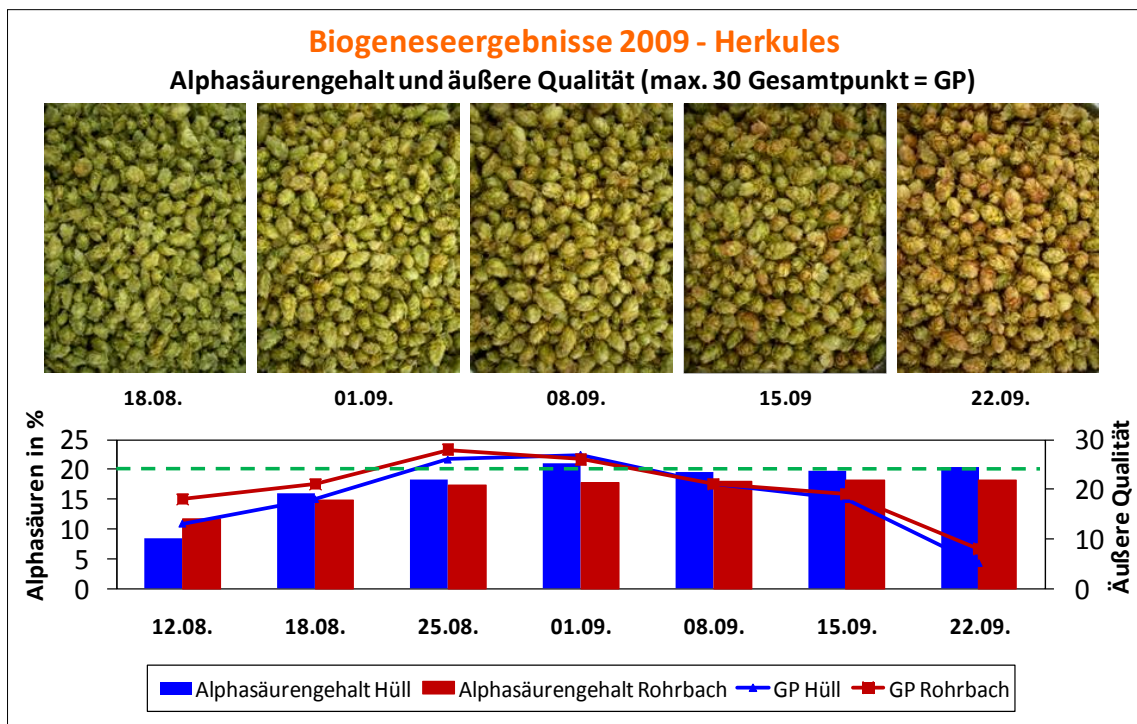 Biogeneseergebnisse 2009 - Herkules
Alphasäurengehalt und äußere Qualität (max. 30 Gesamtpunkt = GP)
18.08. 01.09. 08.09. 15.09 22.09.
Alphasäuren in %
25
20
15
10
5
0
30
20
10
0
Äußere Qualität
12.08. 18.08. 25.08. 01.09. 08.09. 15.09. 22.09.
Alphasäurengehalt Hüll Alphasäurengehalt Rohrbach GP Hüll GP Rohrbach